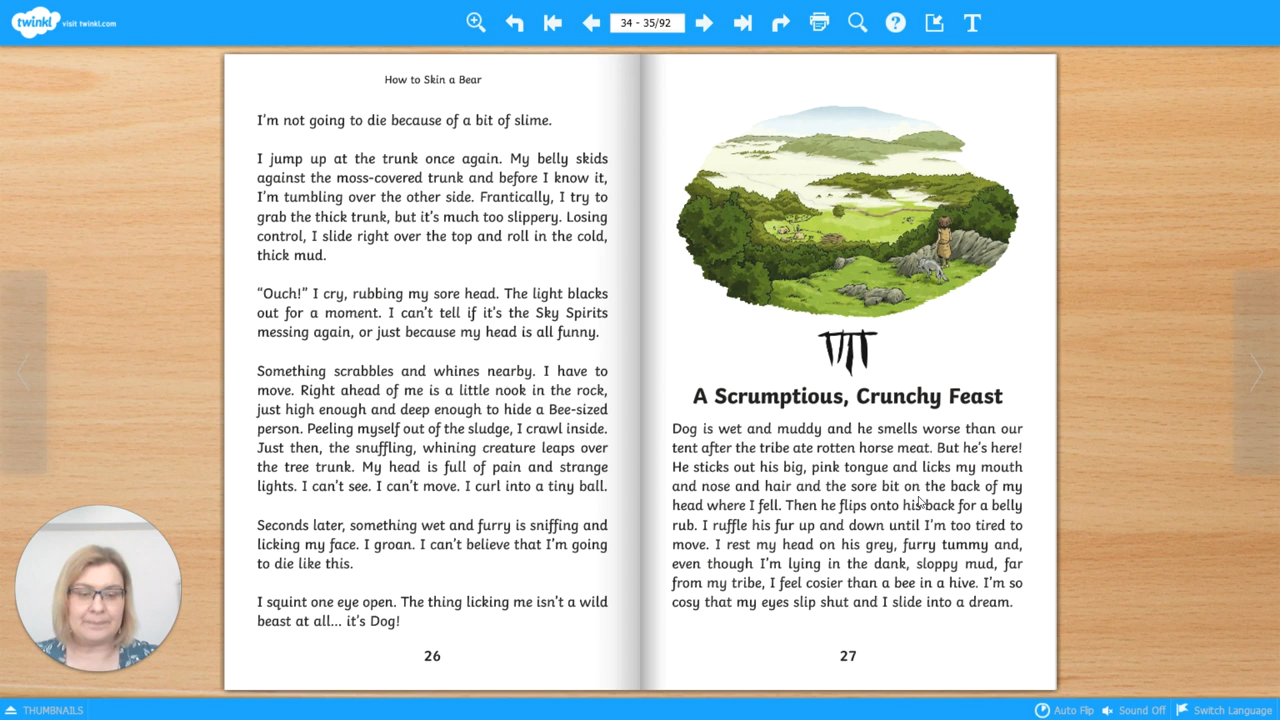 twinkl visit twinkl.com
34 - 35/92
How to Skin a Bear
I'm not going to die because of a bit of slime.
I jump up at the trunk once again. My belly skids
against the moss-covered trunk and before I know it,
I'm tumbling over the other side. Frantically, I try to
grab the thick trunk, but it's much too slippery. Losing
control, I slide right over the top and roll in the cold,
thick mud.
“Ouch!” I cry, rubbing my sore head. The light blacks
out for a moment. I can't tell if it's the Sky Spirits
messing again, or just because my head is all funny.
Something scrabbles and whines nearby. I have to
move. Right ahead of me is a little nook in the rock,
just high enough and deep enough to hide a Bee-sized
person. Peeling myself out of the sludge, I crawl inside.
Just then, the snuffling, whining creature leaps over
the tree trunk. My head is full of pain and strange
lights. I can't see. I can't move. I curl into a tiny ball.
Seconds later, something wet and furry is sniffing and
licking my face. I groan. I can't believe that I'm going
to die like this.
I squint one eye open. The thing licking me isn't a wild
beast at all... it's Dog!
26
A Scrumptious, Crunchy Feast
Dog is wet and muddy and he smells worse than our
tent after the tribe ate rotten horse meat. But he's here!
He sticks out his big, pink tongue and licks my mouth
and nose and hair and the sore bit on the back of my
head where I fell. Then he flips onto his back for a belly
rub. I ruffle his fur up and down until I'm too tired to
move. I rest my head on his grey, furry tummy and,
even though I'm lying in the dank, sloppy mud, far
from my tribe, I feel cosier than a bee in a hive. I'm so
cosy that my eyes slip shut and I slide into a dream.
27
THUMBNAILS
Auto Flip
Sound Off
Switch Language